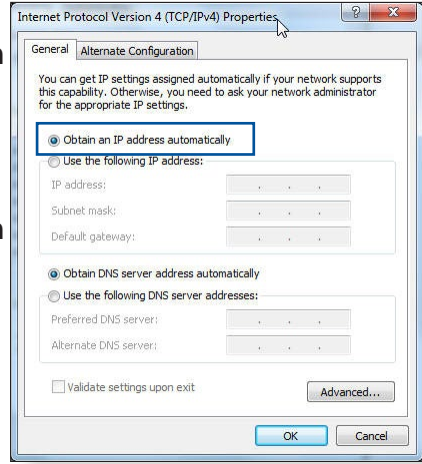 Internet Protocol Version 4 (TCP/IPv4) Properties
General
Alternate Configuration
You can get IP settings assigned automatically if your network supports
this capability. Otherwise, you need to ask your network administrator
for the appropriate IP settings.
Obtain an IP address automatically
Use the following IP address:
IP address:
Subnet mask:
Default gateway:
Obtain DNS server address automatically
Use the following DNS server addresses:
Preferred DNS server:
Alternate DNS server:
Validate settings upon exit
Advanced...
OK
Cancel